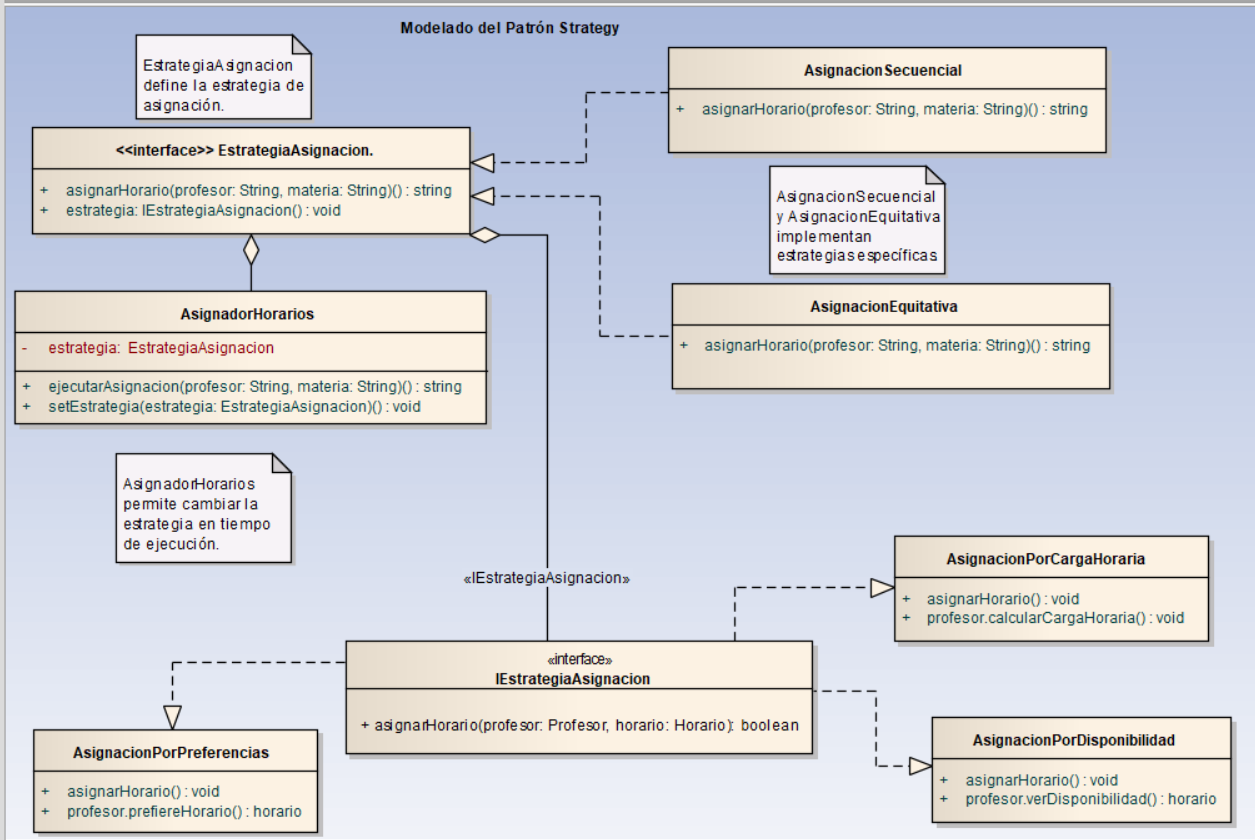 Modelado del Patrón Strategy
EstrategiaAsignacion
define la estrategia de
asignación.
<<interface>> EstrategiaAsignacion.
+ asignarHorario(profesor: String, materia: String)() : string
+ estrategia: IEstrategiaAsignacion() : void
AsignacionSecuencial
+ asignarHorario(profesor: String, materia: String)() : string
AsignacionSecuencial
y AsignacionEquitativa
implementan
estrategias específicas
AsignacionEquitativa
+ asignarHorario(profesor: String, materia: String)() : string
AsignadorHorarios
- estrategia: EstrategiaAsignacion
+ ejecutarAsignacion(profesor: String, materia: String)() : string
+ setEstrategia(estrategia: EstrategiaAsignacion)() : void
AsignadorHorarios
permite cambiar la
estrategia en tiempo
de ejecución.
«IEstrategiaAsignacion»
AsignacionPorCargaHoraria
+ asignarHorario() : void
+ profesor.calcularCargaHoraria() : void
«interface»
IEstrategiaAsignacion
+ asignarHorario(profesor: Profesor, horario: Horario): boolean
AsignacionPorPreferencias
+ asignarHorario() : void
+ profesor.prefiereHorario() : horario
AsignacionPorDisponibilidad
+ asignarHorario() : void
+ profesor.verDisponibilidad() : horario